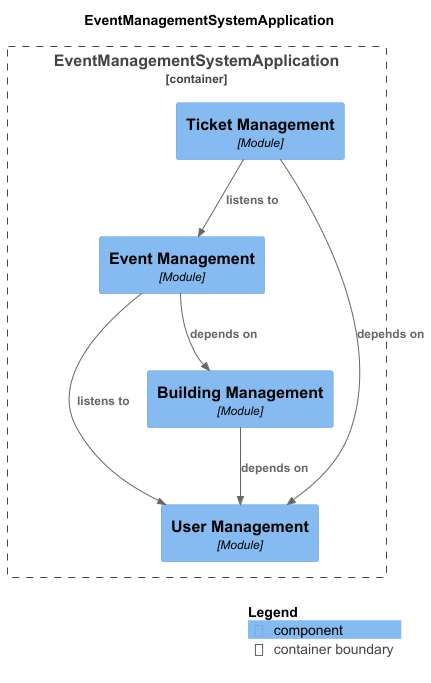 EventManagementSystemApplication
EventManagementSystemApplication
[container]
Ticket Management
[Module]
listens to
Event Management
[Module]
depends on
depends on
Building Management
[Module]
listens to
depends on
User Management
[Module]
Legend
component
container boundary